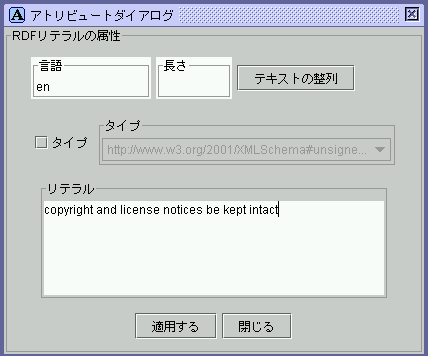 アトリビュートダイアログ
RDFリテラルの属性
言語
長さ
en
テキストの整列
タイプ
タイプ
http://www.w3.org/2001/XMLSchema#unsigne...
リテラル
copyright and license notices be kept intact
適用する
閉じる